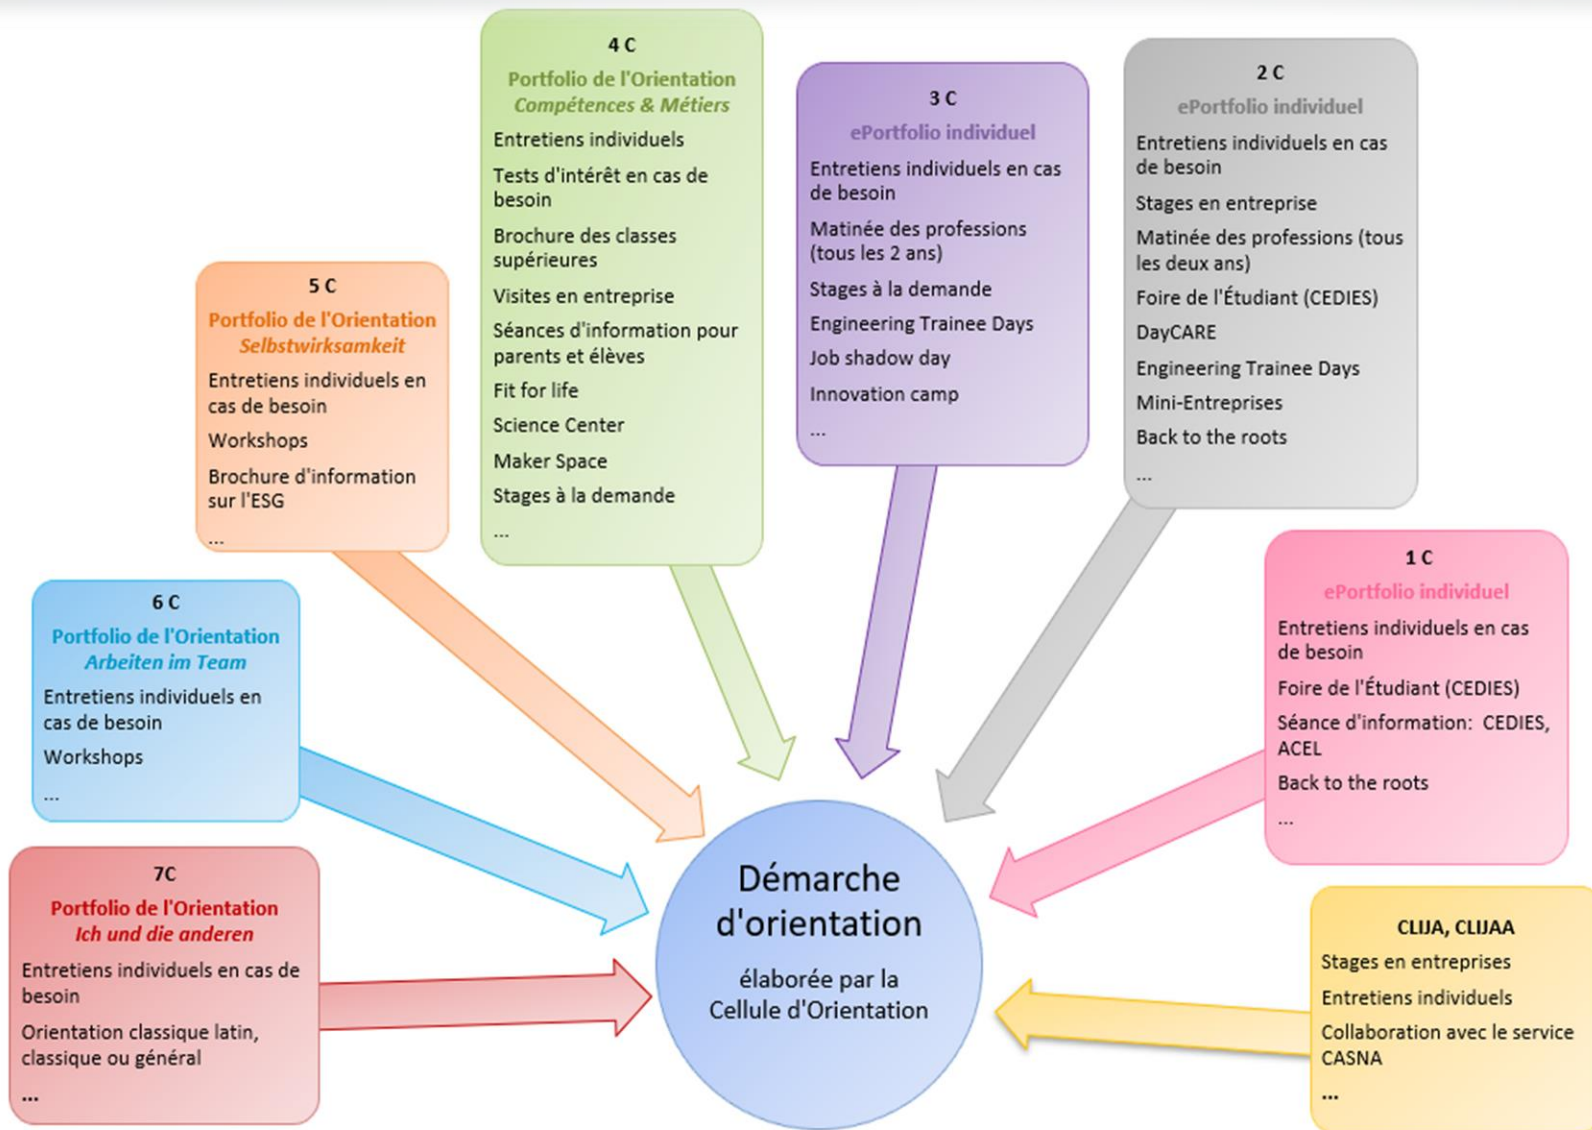 4 C
Portfolio de l'Orientation
Compétences & Métiers
Entretiens individuels
Tests d'intérêt en cas de
besoin
Brochure des classes
supérieures
Visites en entreprise
Séances d'information pour
parents et élèves
Fit for life
Science Center
Maker Space
Stages à la demande
...
3 C
ePortfolio individuel
Entretiens individuels en cas
de besoin
Matinée des professions
(tous les 2 ans)
Stages à la demande
Engineering Trainee Days
Job shadow day
Innovation camp
...
2 C
ePortfolio individuel
Entretiens individuels en cas
de besoin
Stages en entreprise
Matinée des professions (tous
les deux ans)
Foire de l'Étudiant (CEDIES)
DayCARE
Engineering Trainee Days
Mini-Entreprises
Back to the roots
...
5 C
Portfolio de l'Orientation
Selbstwirksamkeit
Entretiens individuels en
cas de besoin
Workshops
Brochure d'information
sur l'ESG
...
6 C
Portfolio de l'Orientation
Arbeiten im Team
Entretiens individuels en
cas de besoin
Workshops
...
1 C
ePortfolio individuel
Entretiens individuels en cas
de besoin
Foire de l'Étudiant (CEDIES)
Séance d'information: CEDIES,
ACEL
Back to the roots
...
7C
Portfolio de l'Orientation
Ich und die anderen
Entretiens individuels en cas de
besoin
Orientation classique latin,
classique ou général
...
Démarche
d'orientation
élaborée par la
Cellule d'Orientation
CLIJA, CLIJAA
Stages en entreprises
Entretiens individuels
Collaboration avec le service
CASNA
...